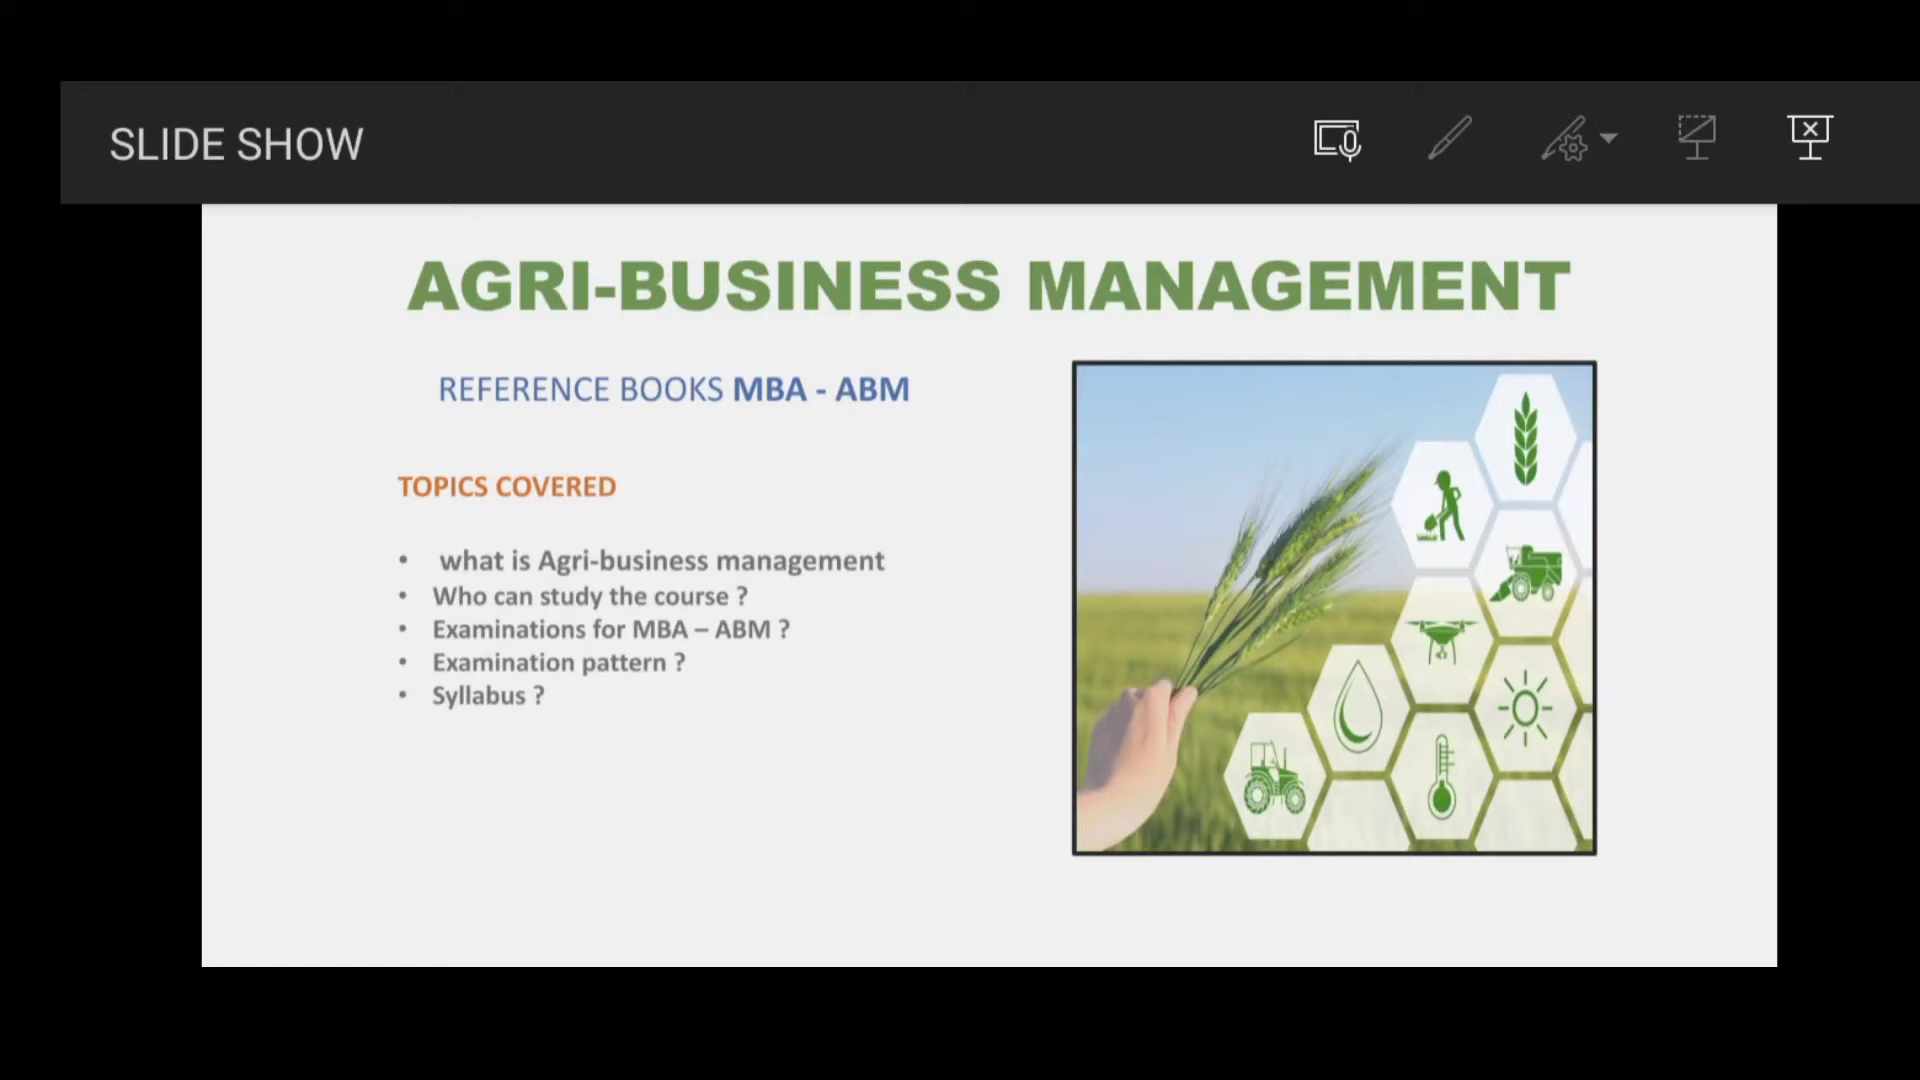 SLIDE SHOW
AGRI-BUSINESS MANAGEMENT
REFERENCE BOOKS MBA - ABM
TOPICS COVERED
• what is Agri-business management
• Who can study the course ?
• Examinations for MBA – ABM ?
• Examination pattern ?
• Syllabus ?